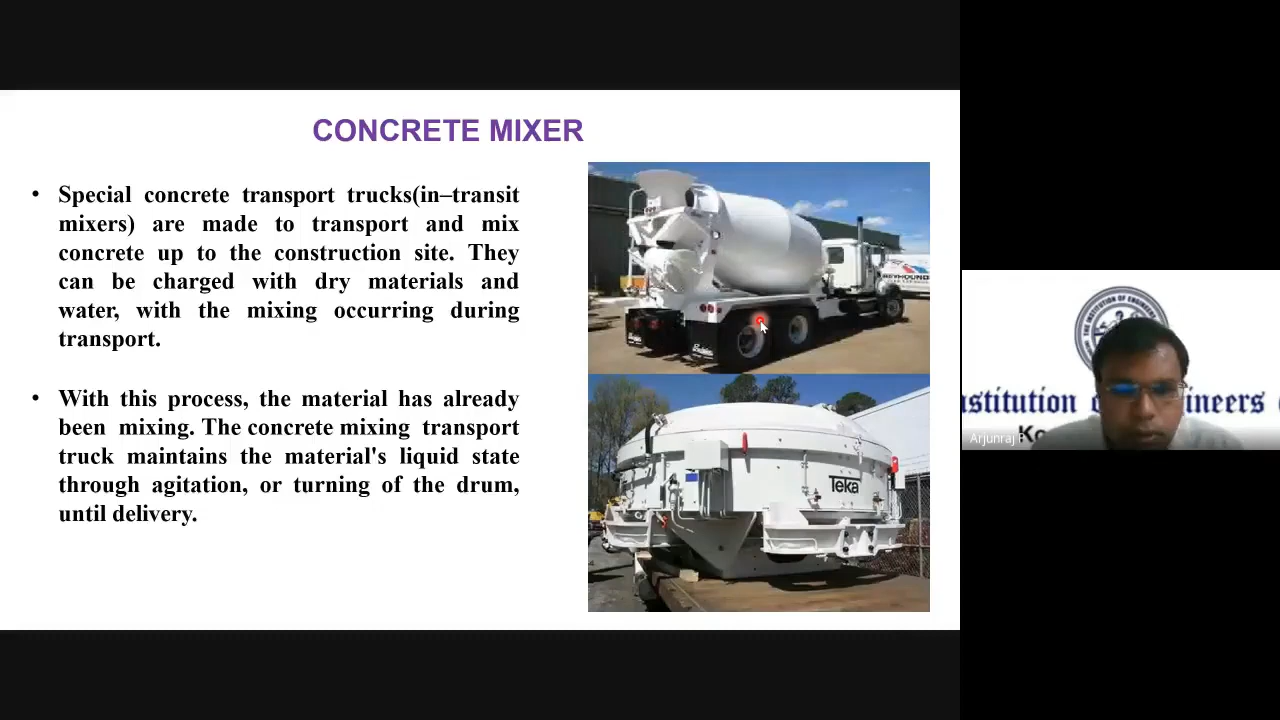 CONCRETE MIXER
• Special concrete transport trucks(in–transit
mixers) are made to transport and mix
concrete up to the construction site. They
can be charged with dry materials and
water, with the mixing occurring during
transport.
• With this process, the material has already
been mixing. The concrete mixing transport
truck maintains the material's liquid state
through agitation, or turning of the drum,
until delivery.
Teka
THE INSTITUTION OF ENGINEERS
Arjunraj